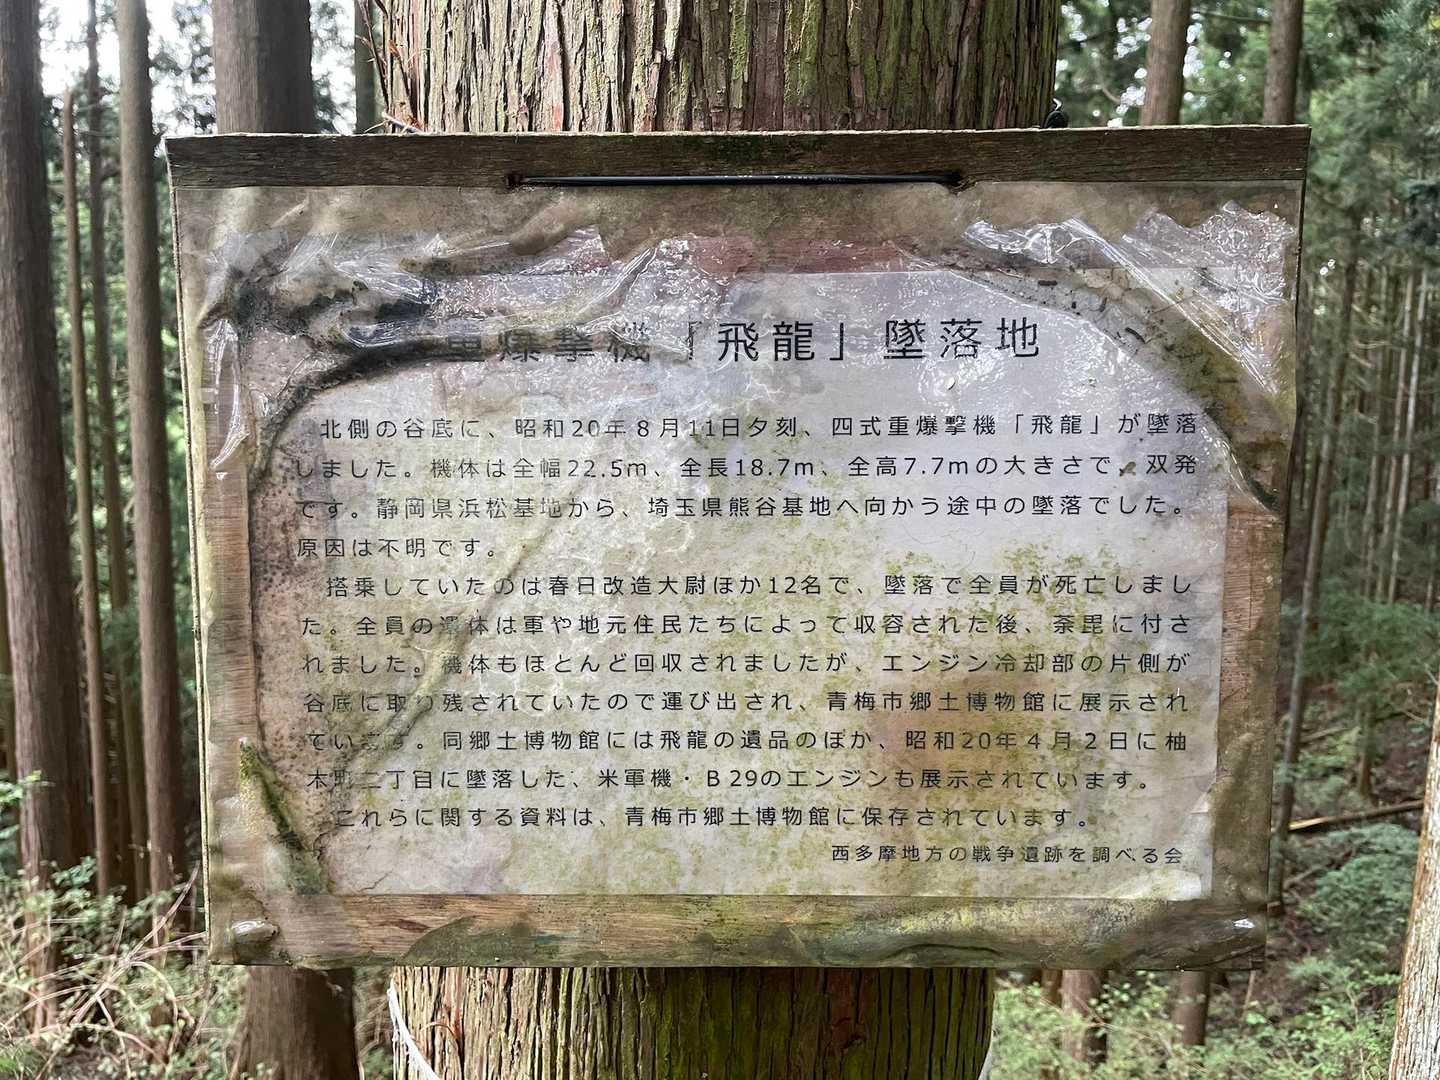 重爆撃機「飛龍」墜落地
北側の谷底に、昭和20年8月11日夕刻、四式重爆撃機「飛龍」が墜落
しました。機体は全幅22.5m、全長18.7m、全高7.7mの大きさで、双発
です。静岡県浜松基地から、埼玉県熊谷基地へ向かう途中の墜落でした。
原因は不明です。
搭乗していたのは春日改造大尉ほか12名で、墜落で全員が死亡しまし
た。全員の遺体は軍や地元住民たちによって収容された後、荼毘に付さ
れました。機体もほとんど回収されましたが、エンジン冷却部の片側が
谷底に取り残されていたので運び出され、青梅市郷土博物館に展示され
ています。同郷土博物館には飛龍の遺品のほか、昭和20年4月2日に柚
木町二丁目に墜落した、米軍機・B29のエンジンも展示されています。
これらに関する資料は、青梅市郷土博物館に保存されています。
西多摩地方の戦争遺跡を調べる会